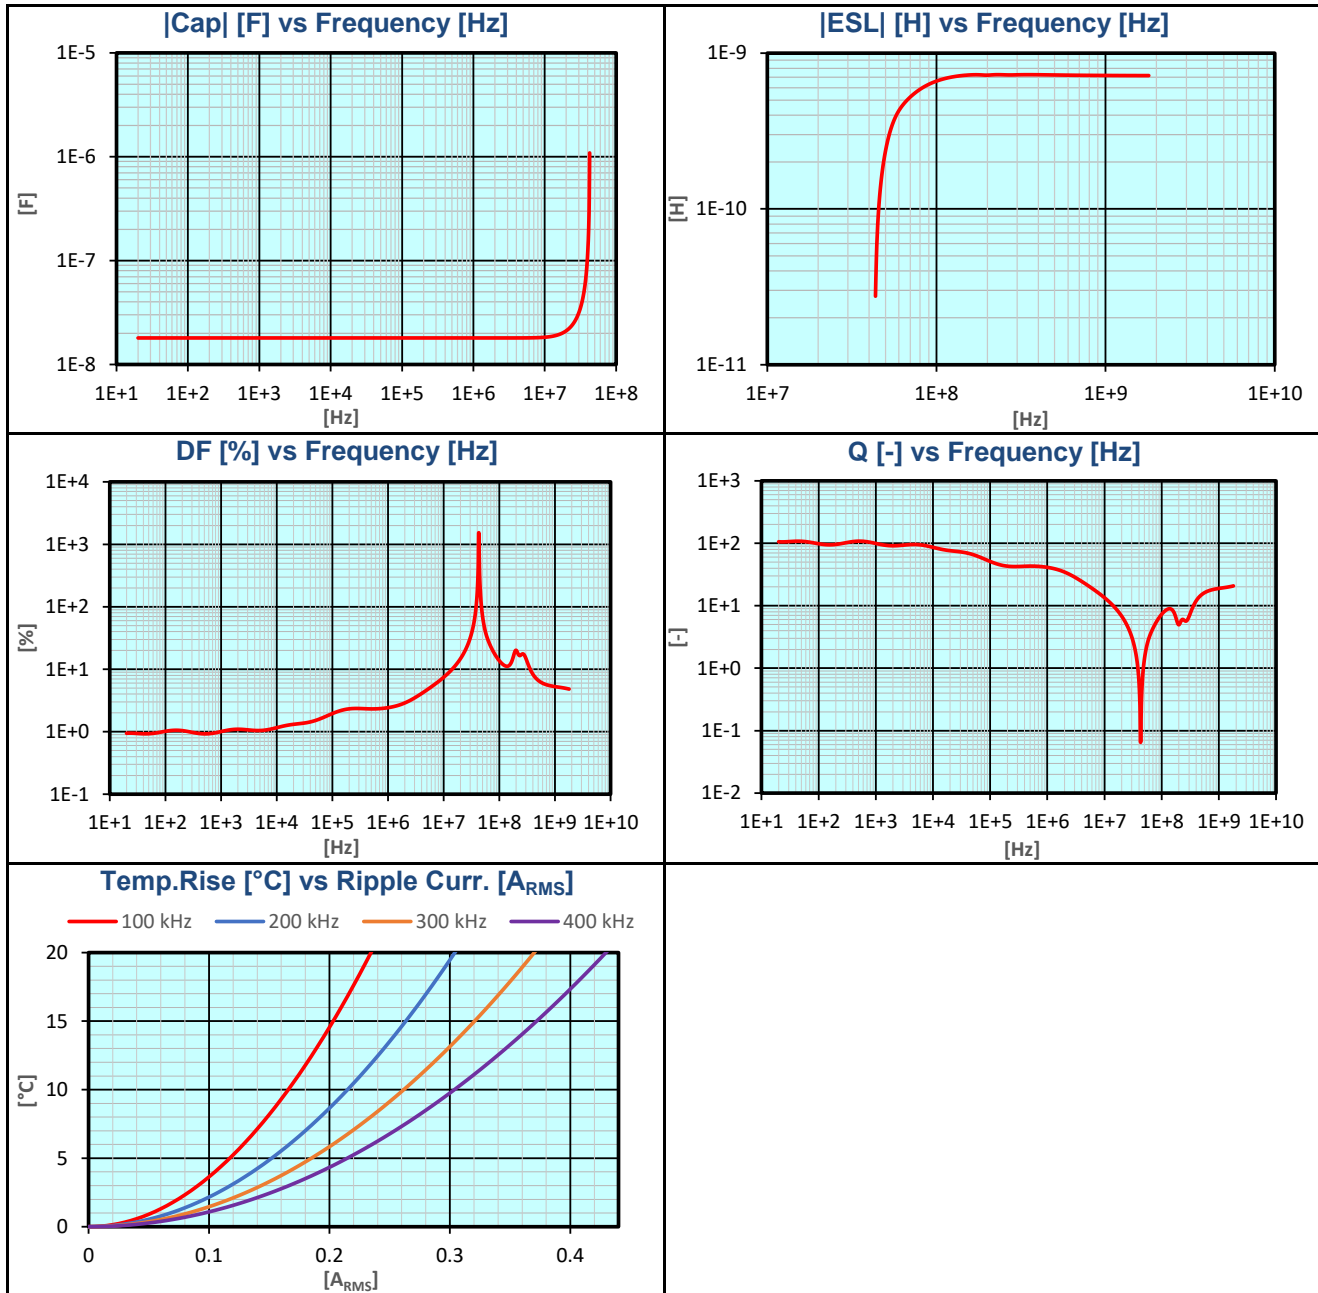 |Cap| [F] vs Frequency [Hz]
1E-5
1E-6
1E-7
1E-8
[F]
1E+1 1E+2 1E+3 1E+4 1E+5 1E+6 1E+7 1E+8
[Hz]
|ESL| [H] vs Frequency [Hz]
1E-9
1E-10
1E-11
[H]
1E+7 1E+8 1E+9 1E+10
[Hz]
DF [%] vs Frequency [Hz]
1E+4
1E+3
1E+2
1E+1
1E+0
1E-1
[%]
1E+1 1E+2 1E+3 1E+4 1E+5 1E+6 1E+7 1E+8 1E+9 1E+10
[Hz]
Q [-] vs Frequency [Hz]
1E+3
1E+2
1E+1
1E+0
1E-1
1E-2
[-]
1E+1 1E+2 1E+3 1E+4 1E+5 1E+6 1E+7 1E+8 1E+9 1E+10
[Hz]
Temp.Rise [°C] vs Ripple Curr. [ARMS]
100 kHz 200 kHz 300 kHz 400 kHz
20
15
10
5
0
[°C]
0 0.1 0.2 0.3 0.4
[ARMS]